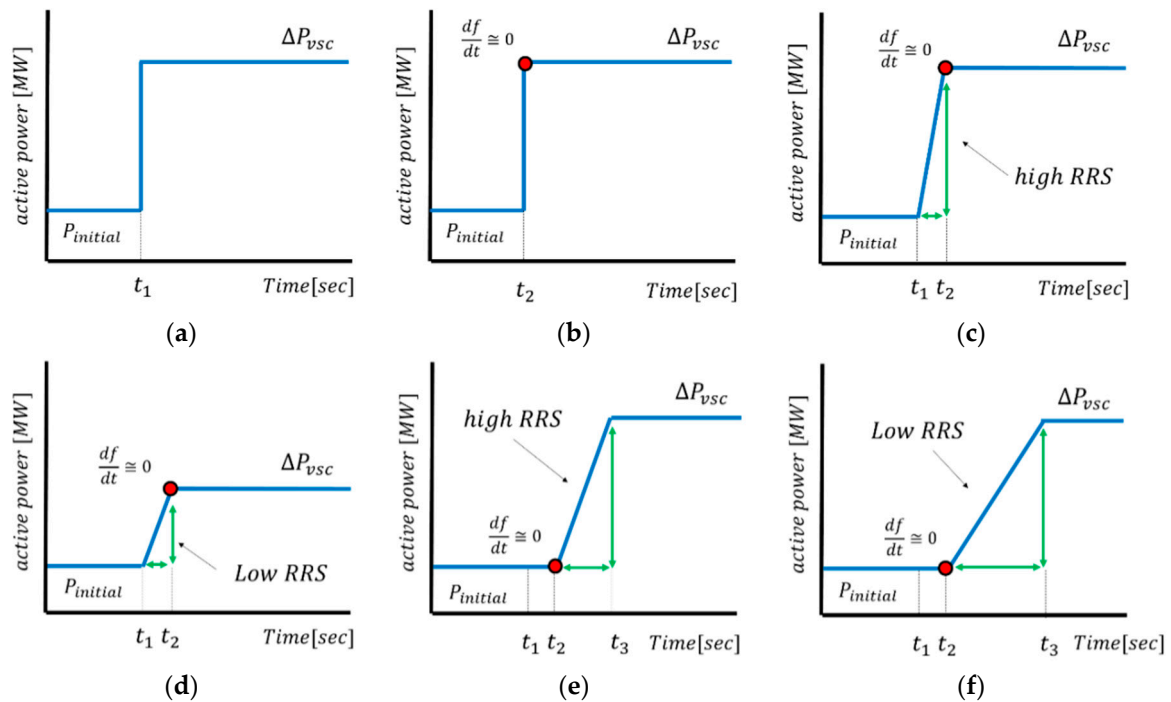 active power [MW]
ΔP_vsc
P_initial
t_1
Time[sec]
(a)
active power [MW]
df/dt ≅ 0
ΔP_vsc
P_initial
t_2
Time[sec]
(b)
active power [MW]
df/dt ≅ 0
ΔP_vsc
high RRS
P_initial
t_1 t_2 Time[sec]
(c)
active power [MW]
df/dt ≅ 0
ΔP_vsc
Low RRS
P_initial
t_1 t_2 Time[sec]
(d)
active power [MW]
ΔP_vsc
high RRS
df/dt ≅ 0
P_initial
t_1 t_2 t_3 Time[sec]
(e)
active power [MW]
ΔP_vsc
Low RRS
df/dt ≅ 0
P_initial
t_1 t_2 t_3 Time[sec]
(f)